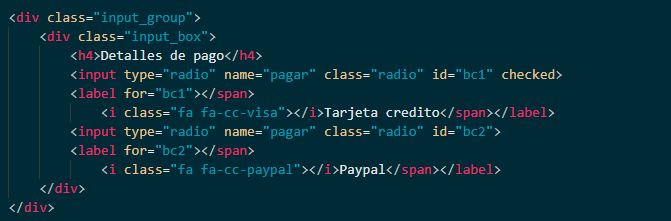 <div class="input_group">
<div class="input_box">
<h4>Detalles de pago</h4>
<input type="radio" name="pagar" class="radio" id="bc1" checked>
<label for="bc1"></span>
<i class="fa fa-cc-visa"></i>Tarjeta credito</span></label>
<input type="radio" name="pagar" class="radio" id="bc2">
<label for="bc2"></span>
<i class="fa fa-cc-paypal"></i>Paypal</span></label>
</div>
</div>